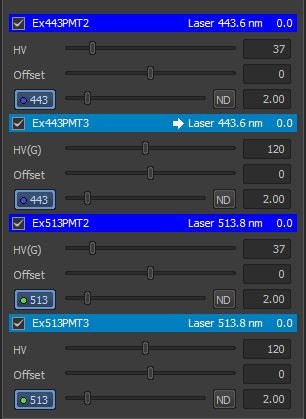 Ex443PMT2 Laser 443.6 nm 0.0
HV 37
Offset 0
443 ND 2.00
Ex443PMT3 Laser 443.6 nm 0.0
HV(G) 120
Offset 0
443 ND 2.00
Ex513PMT2 Laser 513.8 nm 0.0
HV(G) 37
Offset 0
513 ND 2.00
Ex513PMT3 Laser 513.8 nm 0.0
HV 120
Offset 0
513 ND 2.00